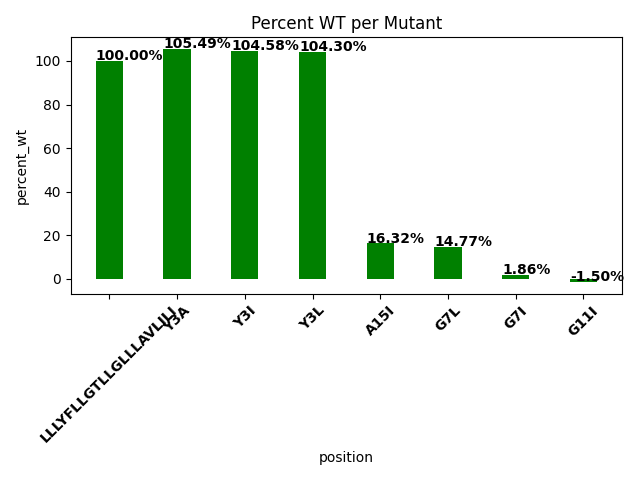 Percent WT per Mutant
100.00%
105.49%
104.58%
104.30%
16.32%
14.77%
1.86%
-1.50%
percent_wt
100
80
60
40
20
0
LLLYFLLGTLLGLLLAVLILI
Y3A
Y3I
Y3L
A15I
G7L
G7I
G11I
position